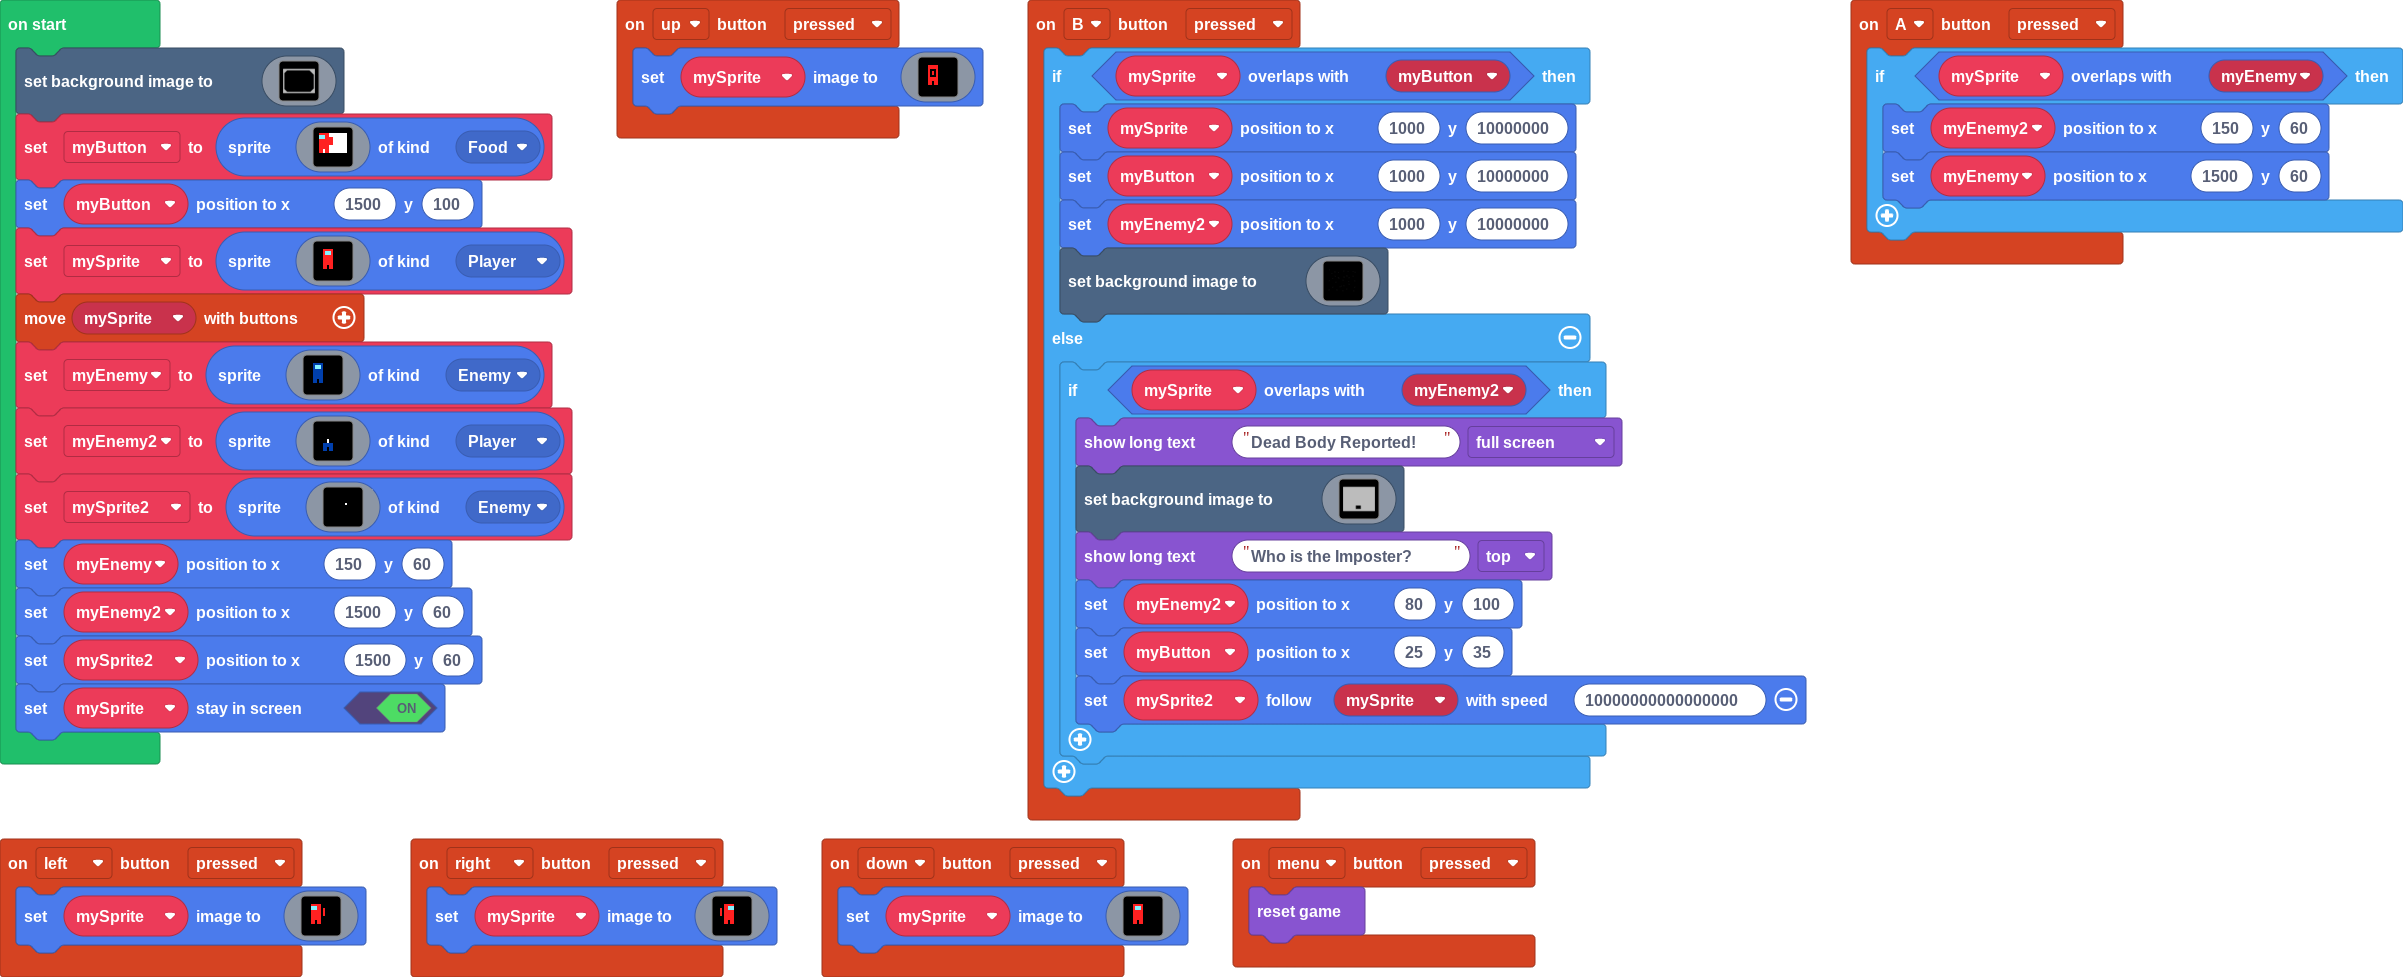 on start
set background image to
set myButton to sprite of kind Food
set myButton position to x 1500 y 100
set mySprite to sprite of kind Player
move mySprite with buttons
set myEnemy to sprite of kind Enemy
set myEnemy2 to sprite of kind Player
set mySprite2 to sprite of kind Enemy
set myEnemy position to x 150 y 60
set myEnemy2 position to x 1500 y 60
set mySprite2 position to x 1500 y 60
set mySprite stay in screen ON
on up button pressed
set mySprite image to
on B button pressed
if mySprite overlaps with myButton then
set mySprite position to x 1000 y 10000000
set myButton position to x 1000 y 10000000
set myEnemy2 position to x 1000 y 10000000
set background image to
else
if mySprite overlaps with myEnemy2 then
show long text "Dead Body Reported! " full screen
set background image to
show long text "Who is the Imposter? " top
set myEnemy2 position to x 80 y 100
set myButton position to x 25 y 35
set mySprite2 follow mySprite with speed 10000000000000000
on A button pressed
if mySprite overlaps with myEnemy then
set myEnemy2 position to x 150 y 60
set myEnemy position to x 1500 y 60
on left button pressed
set mySprite image to
on right button pressed
set mySprite image to
on down button pressed
set mySprite image to
on menu button pressed
reset game